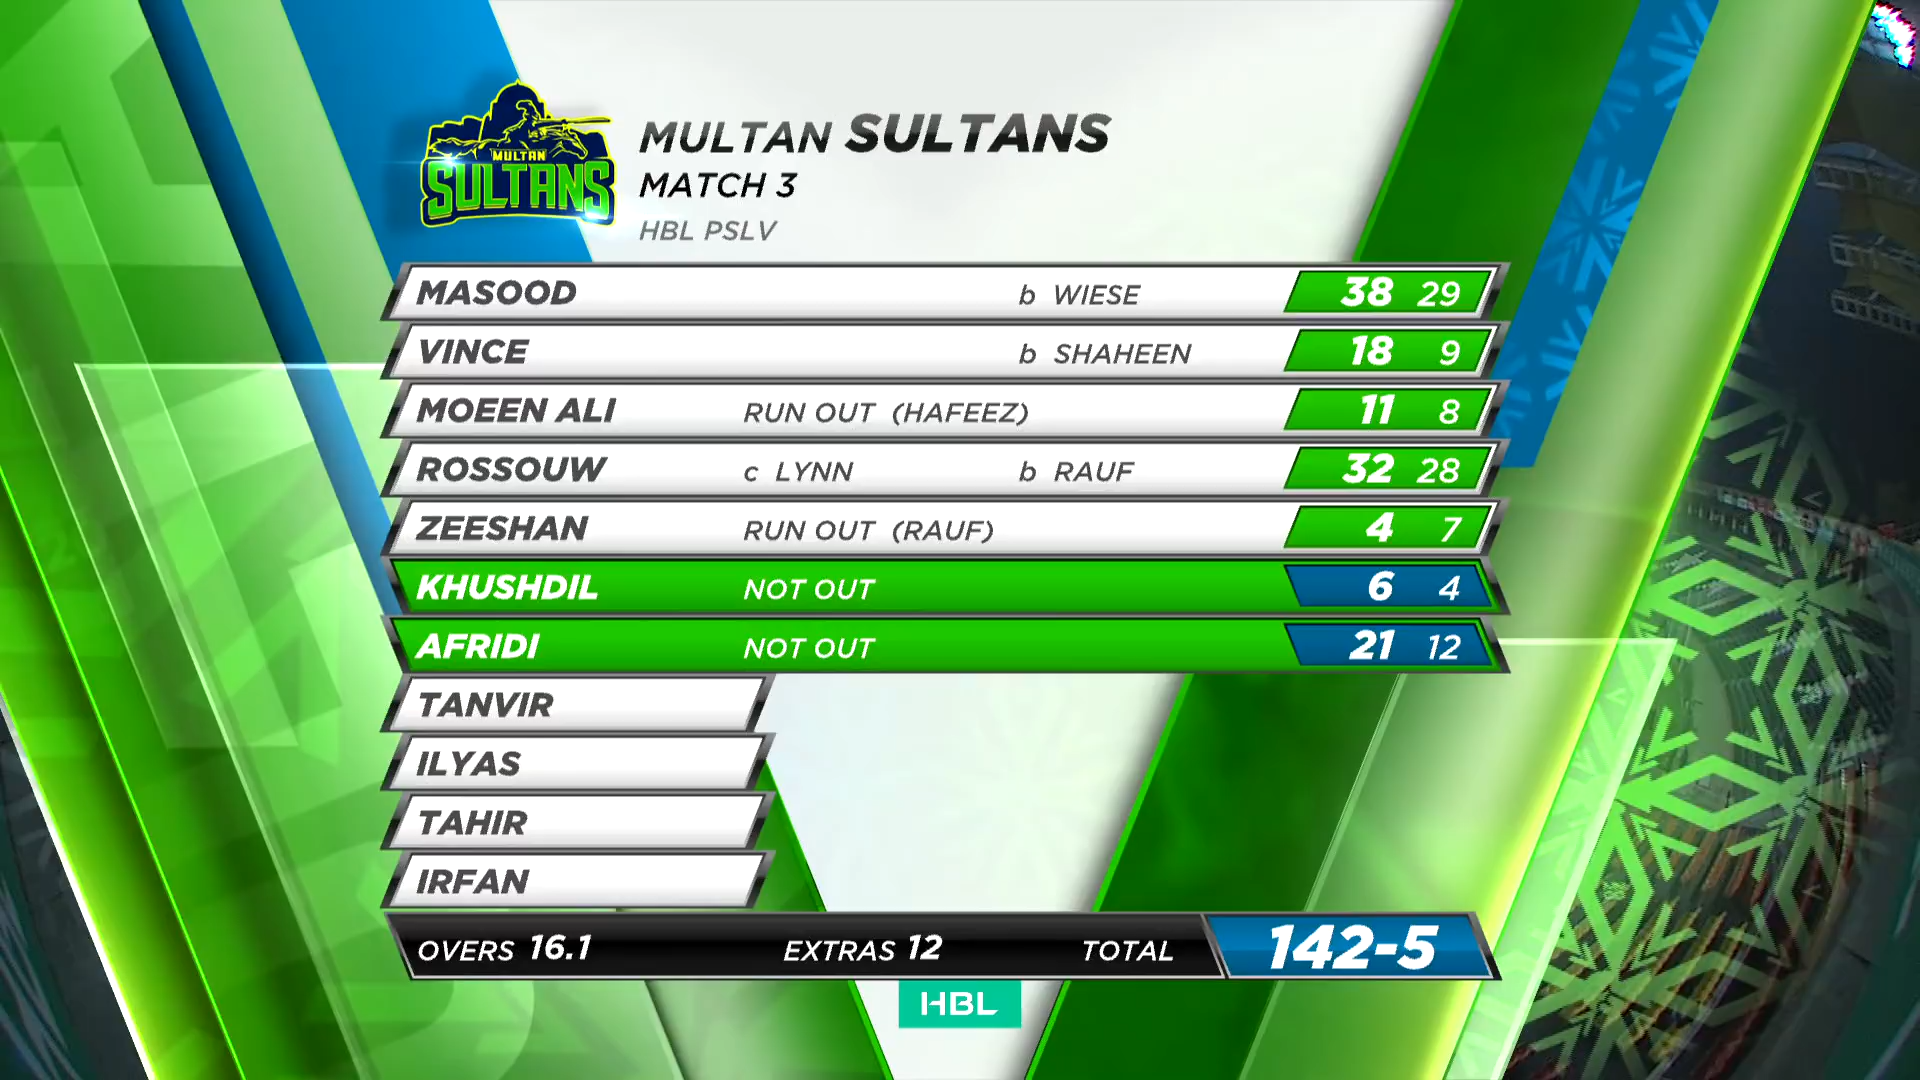 MULTAN
SULTANS
MULTAN SULTANS
MATCH 3
HBL PSLV
MASOOD b WIESE 38 29
VINCE b SHAHEEN 18 9
MOEEN ALI RUN OUT (HAFEEZ) 11 8
ROSSOUW c LYNN b RAUF 32 28
ZEESHAN RUN OUT (RAUF) 4 7
KHUSHDIL NOT OUT 6 4
AFRIDI NOT OUT 21 12
TANVIR
ILYAS
TAHIR
IRFAN
OVERS 16.1 EXTRAS 12 TOTAL 142-5
HBL